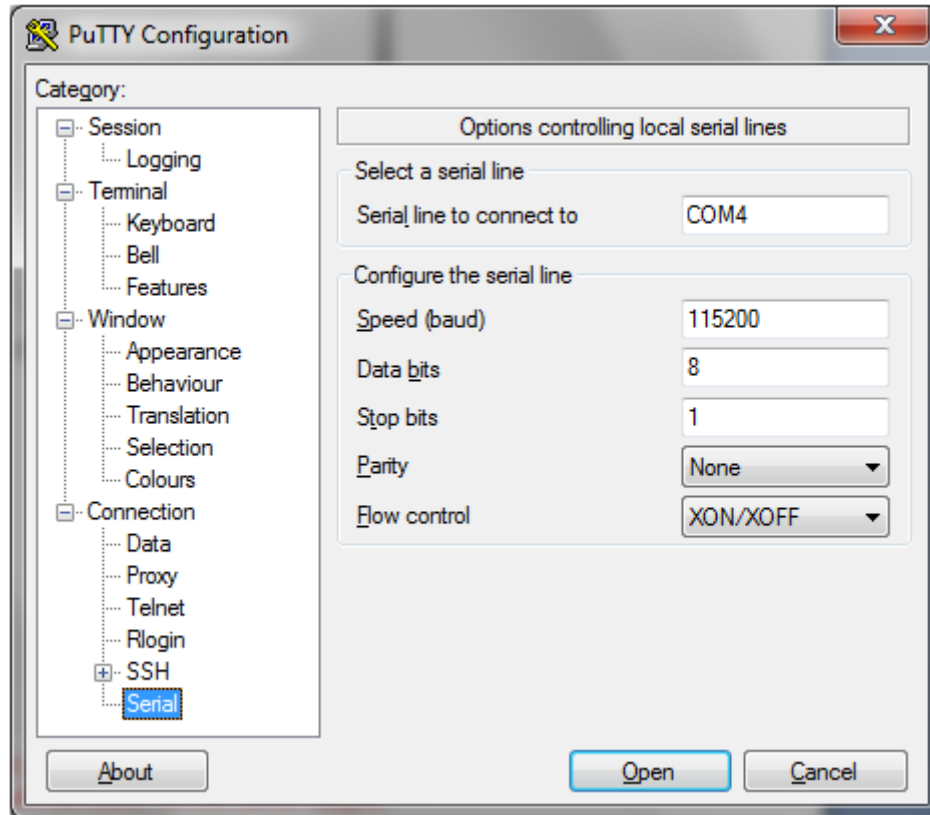 PuTTY Configuration
Category:
Session
Logging
Terminal
Keyboard
Bell
Features
Window
Appearance
Behaviour
Translation
Selection
Colours
Connection
Data
Proxy
Telnet
Rlogin
SSH
Serial
Options controlling local serial lines
Select a serial line
Serial line to connect to COM4
Configure the serial line
Speed (baud) 115200
Data bits 8
Stop bits 1
Parity None
Flow control XON/XOFF
About Open Cancel